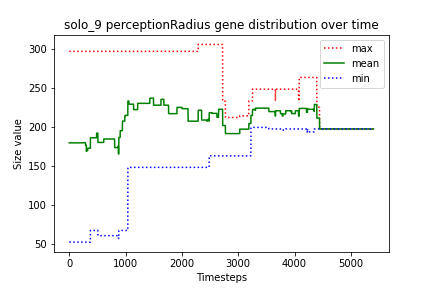 solo_9 perceptionRadius gene distribution over time
max
mean
min
Size value
300
250
200
150
100
50
0
1000
2000
3000
4000
5000
Timesteps